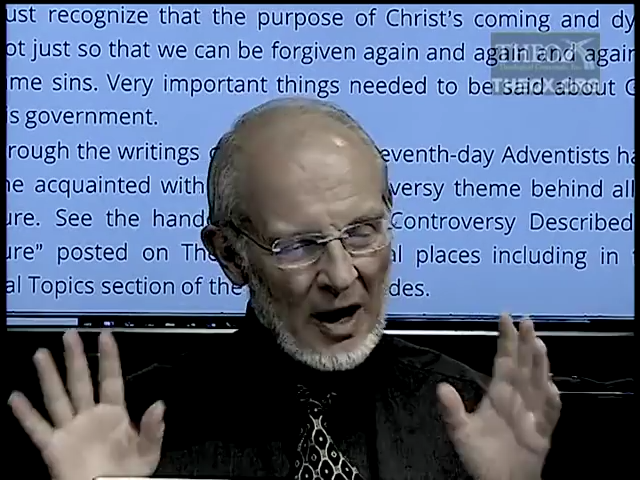 ust recognize that the purpose of Christ's coming and dy
ot just so that we can be forgiven again and again and again
me sins. Very important things needed to be said about G
s government.
rough the writings eventh-day Adventists ha
ne acquainted with versy theme behind all
ure. See the hand Controversy Described
ure" posted on The l places including in
al Topics section of the des.